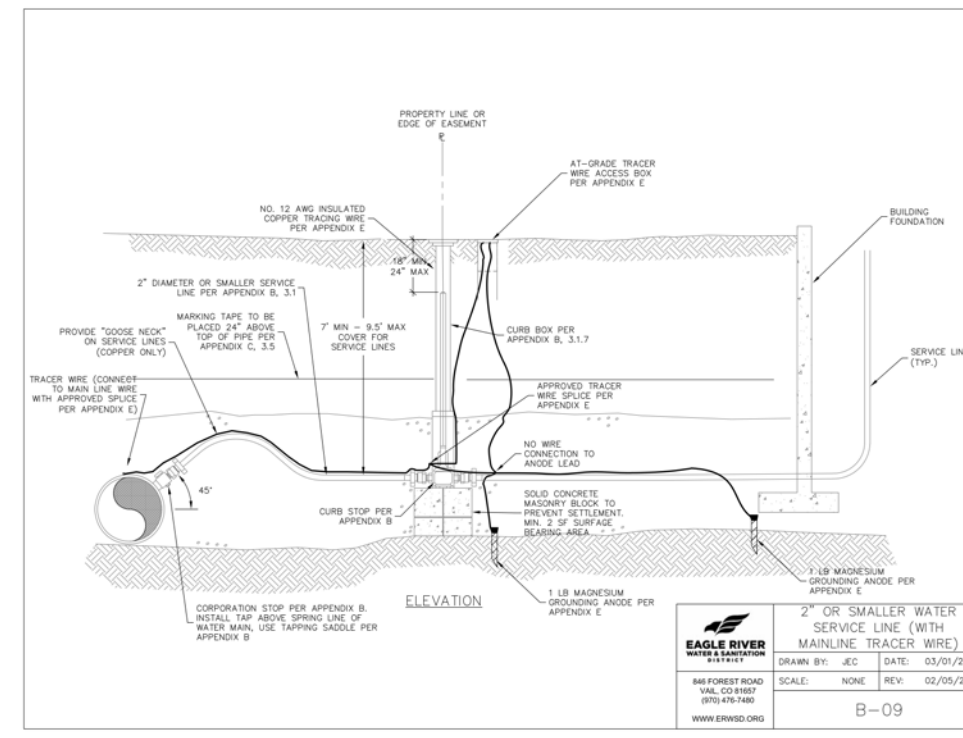 PROPERTY LINE OR
EDGE OF EASEMENT
AT-GRADE TRACER
WIRE ACCESS BOX
PER APPENDIX E
NO. 12 AWG INSULATED
COPPER TRACING WIRE
PER APPENDIX E
BUILDING
FOUNDATION
18" MIN
24" MAX
2" DIAMETER OR SMALLER SERVICE
LINE PER APPENDIX B, 3.1
MARKING TAPE TO BE
PLACED 24" ABOVE
TOP OF PIPE PER
APPENDIX C, 3.5
7' MIN - 9.5' MAX
COVER FOR
SERVICE LINES
CURB BOX PER
APPENDIX B, 3.1.7
PROVIDE "GOOSE NECK"
ON SERVICE LINES
(COPPER ONLY)
SERVICE LIN
(TYP.)
TRACER WIRE (CONNECT
TO MAIN LINE WIRE
WITH APPROVED SPLICE
PER APPENDIX E)
APPROVED TRACER
WIRE SPLICE PER
APPENDIX E
NO WIRE
CONNECTION TO
ANODE LEAD
45°
CURB STOP PER
APPENDIX B
SOLID CONCRETE
MASONRY BLOCK TO
PREVENT SETTLEMENT.
MIN. 2 SF SURFAGE
BEARING AREA
1 LB MAGNESIUM
GROUNDING ANODE PER
APPENDIX E
1 LB MAGNESIUM
GROUNDING ANODE PER
APPENDIX E
ELEVATION
CORPORATION STOP PER APPENDIX B.
INSTALL TAP ABOVE SPRING LINE OF
WATER MAIN, USE TAPPING SADDLE PER
APPENDIX B
EAGLE RIVER
WATER & SANITATION
DISTRICT
846 FOREST ROAD
VAIL, CO 81657
(970) 476-7480
WWW.ERWSD.ORG
2" OR SMALLER WATER
SERVICE LINE (WITH
MAINLINE TRACER WIRE)
DRAWN BY: JEC DATE: 03/01/2
SCALE: NONE REV: 02/05/2
B-09